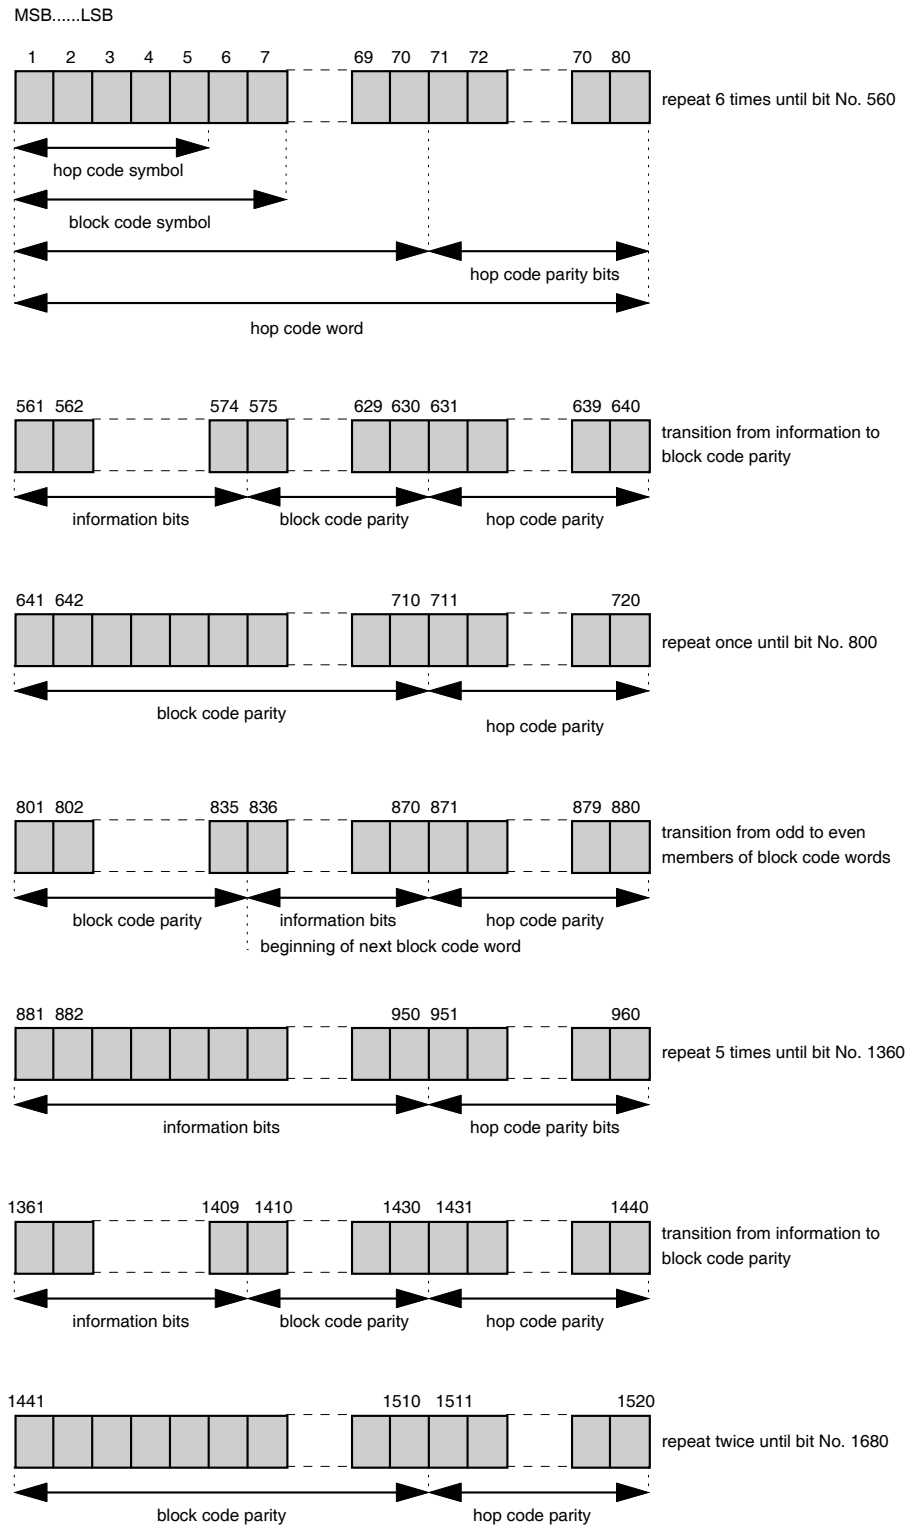 MSB......LSB
1 2 3 4 5 6 7 69 70 71 72 70 80
repeat 6 times until bit No. 560
hop code symbol
block code symbol
hop code parity bits
hop code word
561 562 574 575 629 630 631 639 640
transition from information to
block code parity
information bits block code parity hop code parity
641 642 710 711 720
repeat once until bit No. 800
block code parity
hop code parity
801 802 835 836 870 871 879 880
transition from odd to even
members of block code words
block code parity information bits hop code parity
beginning of next block code word
881 882 950 951 960
repeat 5 times until bit No. 1360
information bits hop code parity bits
1361 1409 1410 1430 1431 1440
transition from information to
block code parity
information bits block code parity hop code parity
1441 1510 1511 1520
repeat twice until bit No. 1680
block code parity hop code parity